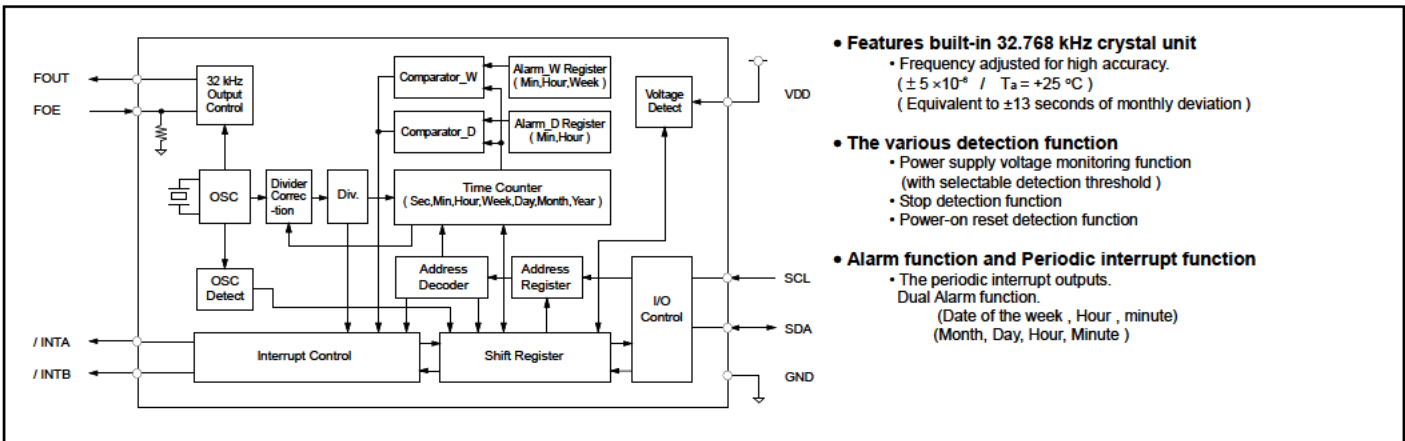 FOUT
FOE
32 kHz
Output
Control
Comparator_W
Alarm_W Register
( Min,Hour,Week )
Comparator_D
Alarm_D Register
( Min,Hour )
Voltage
Detect
VDD
OSC
Divider
Correc
-tion
Div.
Time Counter
( Sec,Min,Hour,Week,Day,Month,Year )
OSC
Detect
Address
Decoder
Address
Register
I/O
Control
SCL
SDA
/ INTA
/ INTB
Interrupt Control
Shift Register
GND
• Features built-in 32.768 kHz crystal unit
• Frequency adjusted for high accuracy.
( ± 5 ×10⁻⁶ / Ta = +25 ºC )
( Equivalent to ±13 seconds of monthly deviation )
• The various detection function
• Power supply voltage monitoring function
(with selectable detection threshold )
• Stop detection function
• Power-on reset detection function
• Alarm function and Periodic interrupt function
• The periodic interrupt outputs.
Dual Alarm function.
(Date of the week , Hour , minute)
(Month, Day, Hour, Minute )